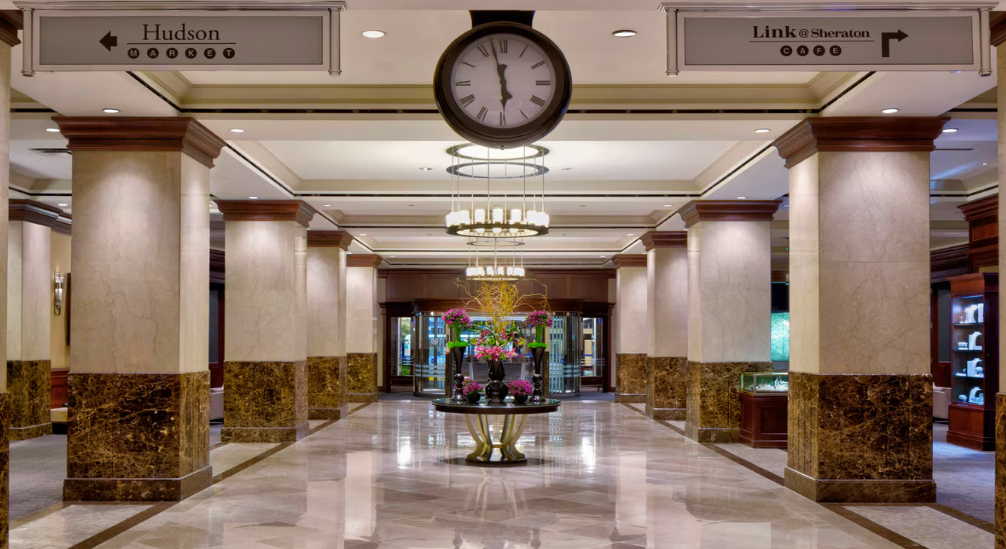 Hudson
MARKET
Link @ Sheraton
CAFE